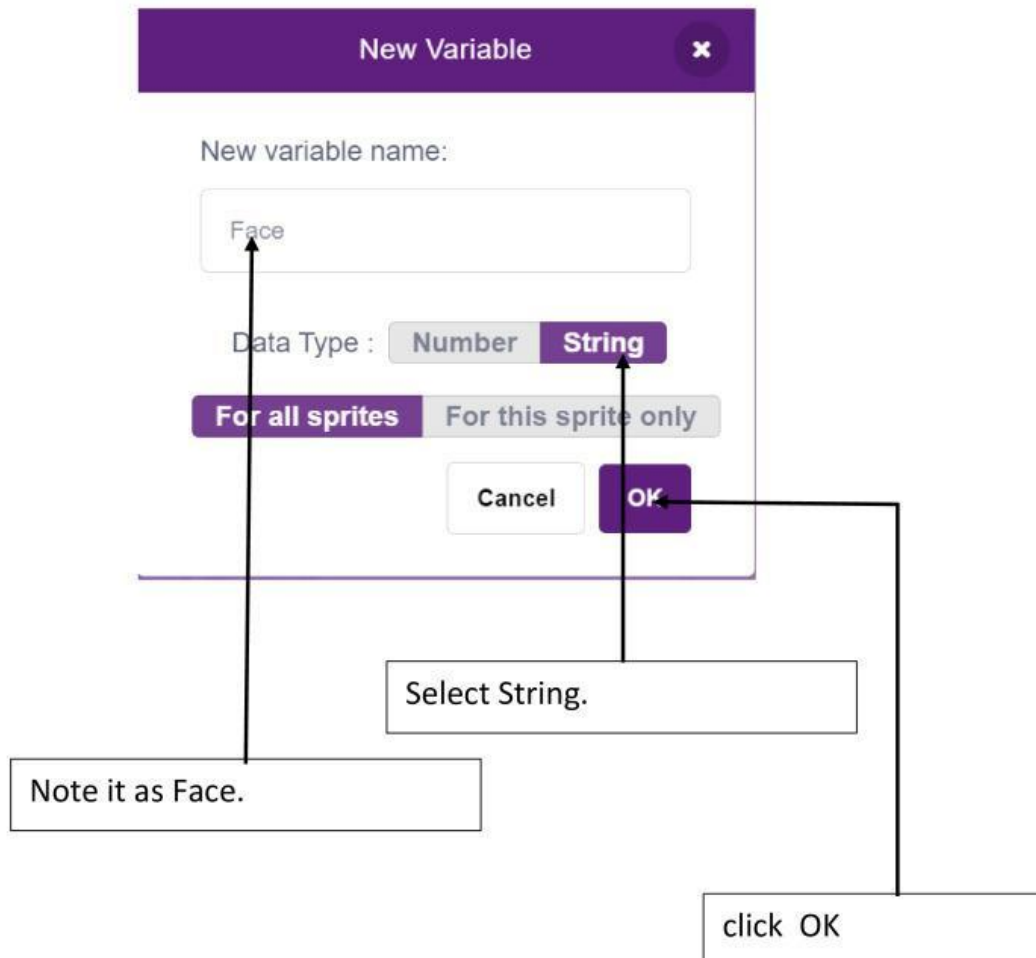 New Variable
New variable name:
Face
Data Type : Number String
For all sprites For this sprite only
Cancel OK
Select String.
Note it as Face.
click OK